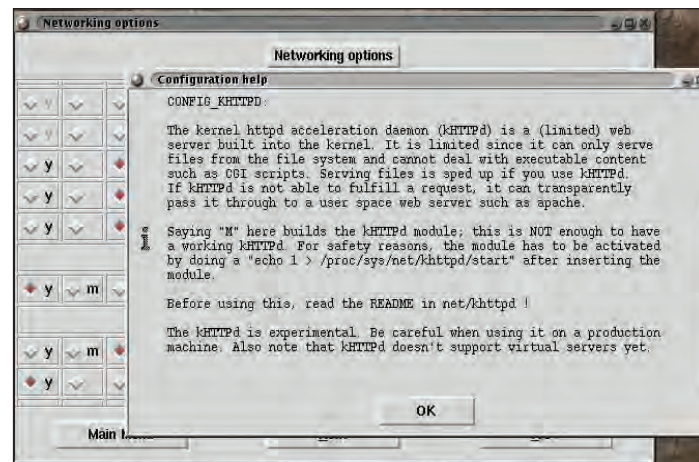 Networking options
Networking options
Configuration help
CONFIG_KHTTPD:
The kernel httpd acceleration daemon (kHTTPd) is a (limited) web
server built into the kernel. It is limited since it can only serve
files from the file system and cannot deal with executable content
such as CGI scripts. Serving files is sped up if you use kHTTPd.
If kHTTPd is not able to fulfill a request, it can transparently
pass it through to a user space web server such as apache.
Saying "M" here builds the kHTTPd module; this is NOT enough to have
a working kHTTPd. For safety reasons, the module has to be activated
by doing a "echo 1 > /proc/sys/net/khttpd/start" after inserting the
module.
Before using this, read the README in net/khttpd !
The kHTTPd is experimental. Be careful when using it on a production
machine. Also note that kHTTPd doesn't support virtual servers yet.
y
y
y
y
y
y m
y m
y
OK
Main